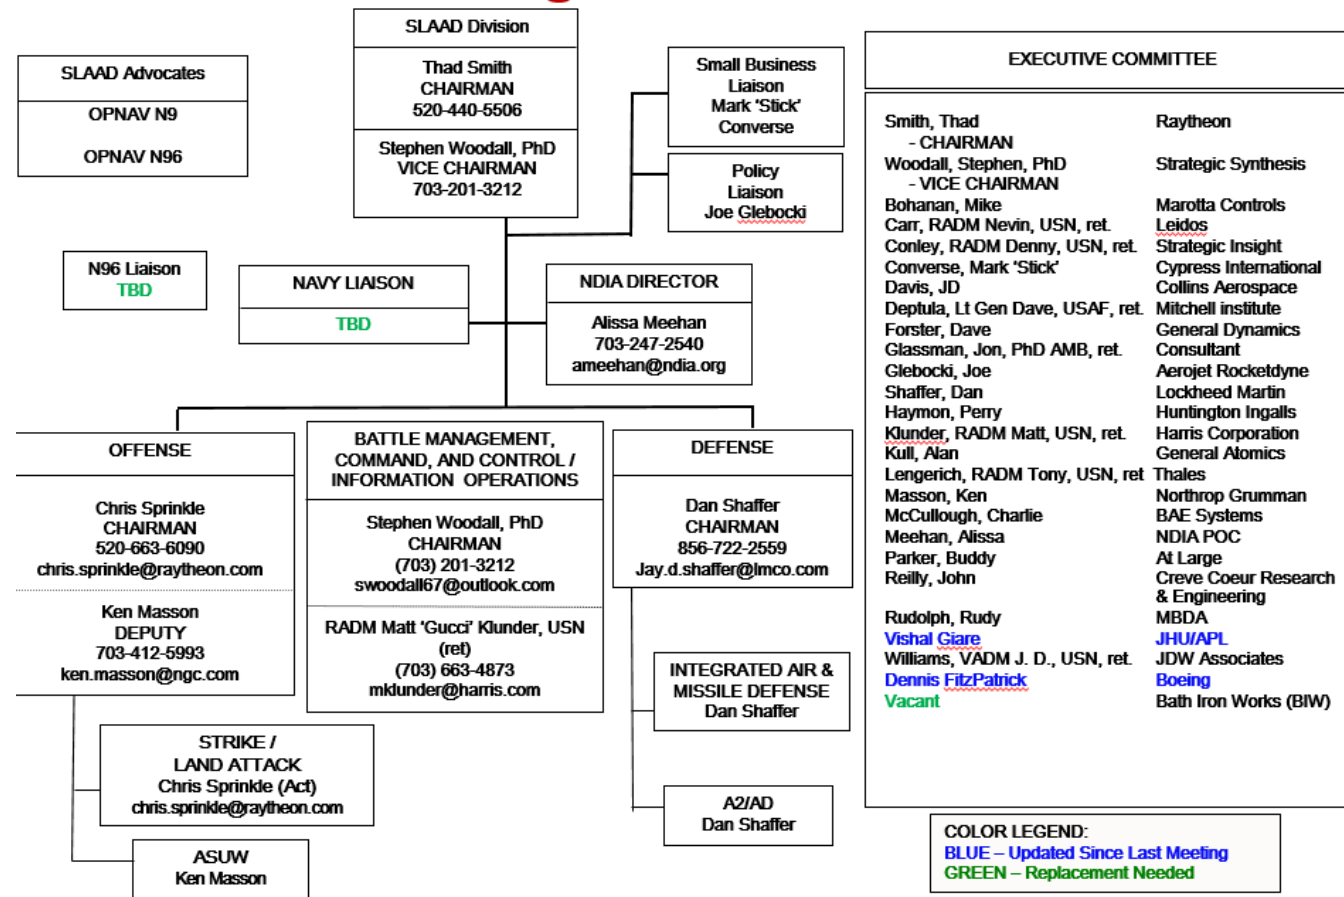 SLAAD Advocates
OPNAV N9
OPNAV N96
SLAAD Division
Thad Smith
CHAIRMAN
520-440-5506
Stephen Woodall, PhD
VICE CHAIRMAN
703-201-3212
Small Business
Liaison
Mark 'Stick'
Converse
Policy
Liaison
Joe Glebocki
N96 Liaison
TBD
NAVY LIAISON
TBD
NDIA DIRECTOR
Alissa Meehan
703-247-2540
ameehan@ndia.org
OFFENSE
Chris Sprinkle
CHAIRMAN
520-663-6090
chris.sprinkle@raytheon.com
Ken Masson
DEPUTY
703-412-5993
ken.masson@ngc.com
STRIKE /
LAND ATTACK
Chris Sprinkle (Act)
chris.sprinkle@raytheon.com
ASUW
Ken Masson
BATTLE MANAGEMENT,
COMMAND, AND CONTROL /
INFORMATION OPERATIONS
Stephen Woodall, PhD
CHAIRMAN
(703) 201-3212
swoodall67@outlook.com
RADM Matt 'Gucci' Klunder, USN
(ret)
(703) 663-4873
mklunder@harris.com
DEFENSE
Dan Shaffer
CHAIRMAN
856-722-2559
Jay.d.shaffer@lmco.com
INTEGRATED AIR &
MISSILE DEFENSE
Dan Shaffer
A2/AD
Dan Shaffer
EXECUTIVE COMMITTEE
Smith, Thad Raytheon
- CHAIRMAN
Woodall, Stephen, PhD Strategic Synthesis
- VICE CHAIRMAN
Bohanan, Mike Marotta Controls
Carr, RADM Nevin, USN, ret. Leidos
Conley, RADM Denny, USN, ret. Strategic Insight
Converse, Mark 'Stick' Cypress International
Davis, JD Collins Aerospace
Deptula, Lt Gen Dave, USAF, ret. Mitchell institute
Forster, Dave General Dynamics
Glassman, Jon, PhD AMB, ret. Consultant
Glebocki, Joe Aerojet Rocketdyne
Shaffer, Dan Lockheed Martin
Haymon, Perry Huntington Ingalls
Klunder, RADM Matt, USN, ret. Harris Corporation
Kull, Alan General Atomics
Lengerich, RADM Tony, USN, ret Thales
Masson, Ken Northrop Grumman
McCullough, Charlie BAE Systems
Meehan, Alissa NDIA POC
Parker, Buddy At Large
Reilly, John Creve Coeur Research
& Engineering
Rudolph, Rudy MBDA
Vishal Giare JHU/APL
Williams, VADM J. D., USN, ret. JDW Associates
Dennis FitzPatrick Boeing
Vacant Bath Iron Works (BIW)
COLOR LEGEND:
BLUE – Updated Since Last Meeting
GREEN – Replacement Needed